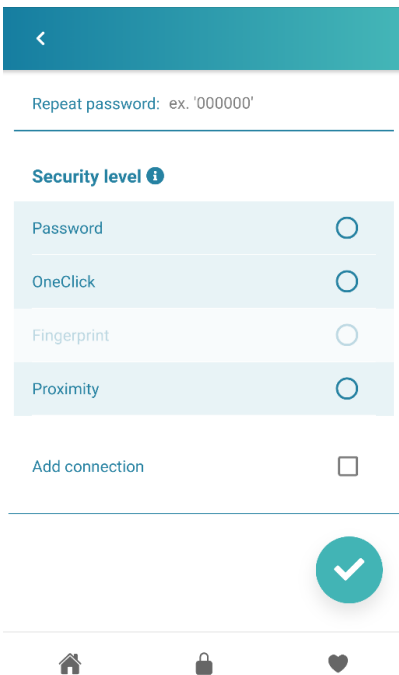 Repeat password: ex. '000000'
Security level
Password
OneClick
Fingerprint
Proximity
Add connection